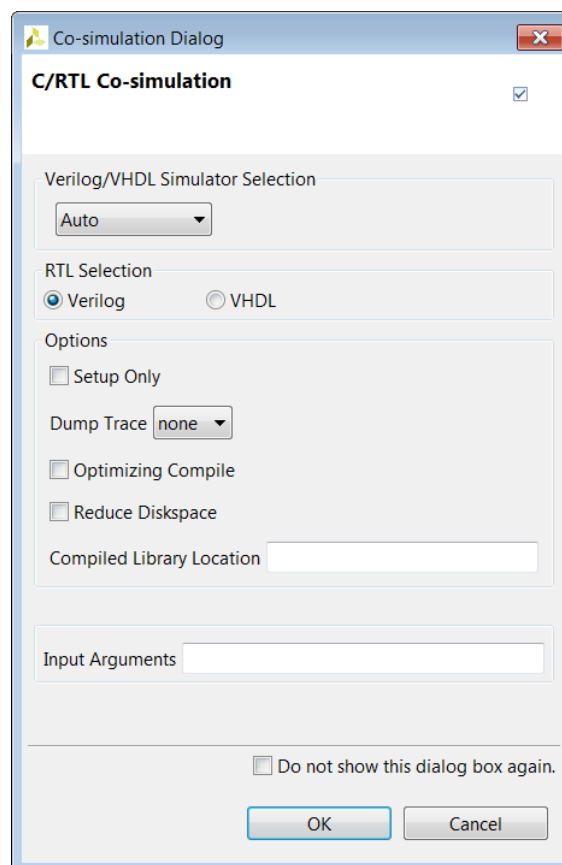 Co-simulation Dialog
C/RTL Co-simulation
Verilog/VHDL Simulator Selection
Auto
RTL Selection
Verilog VHDL
Options
Setup Only
Dump Trace none
Optimizing Compile
Reduce Diskspace
Compiled Library Location
Input Arguments
Do not show this dialog box again.
OK Cancel